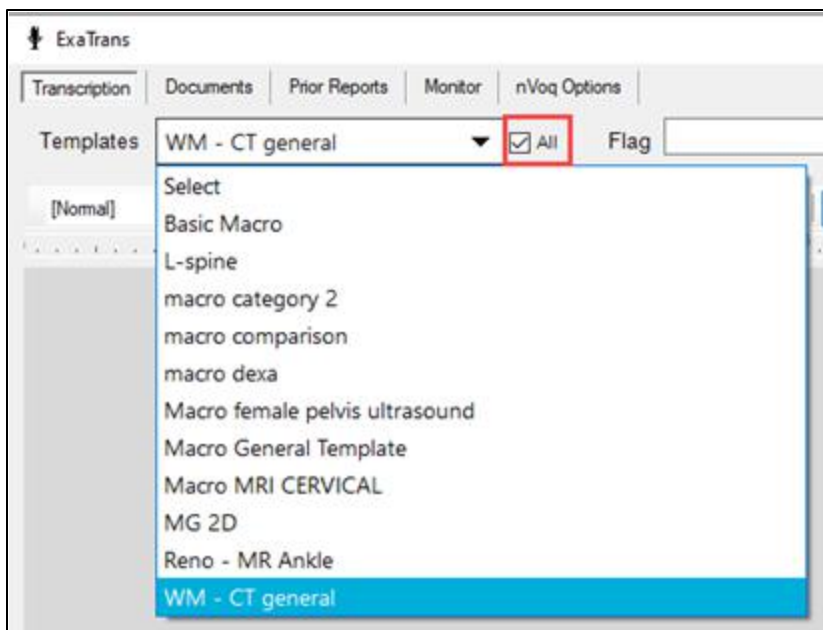 ExaTrans
Transcription Documents Prior Reports Monitor nVoq Options
Templates WM - CT general All Flag
[Normal]
Select
Basic Macro
L-spine
macro category 2
macro comparison
macro dexa
Macro female pelvis ultrasound
Macro General Template
Macro MRI CERVICAL
MG 2D
Reno - MR Ankle
WM - CT general